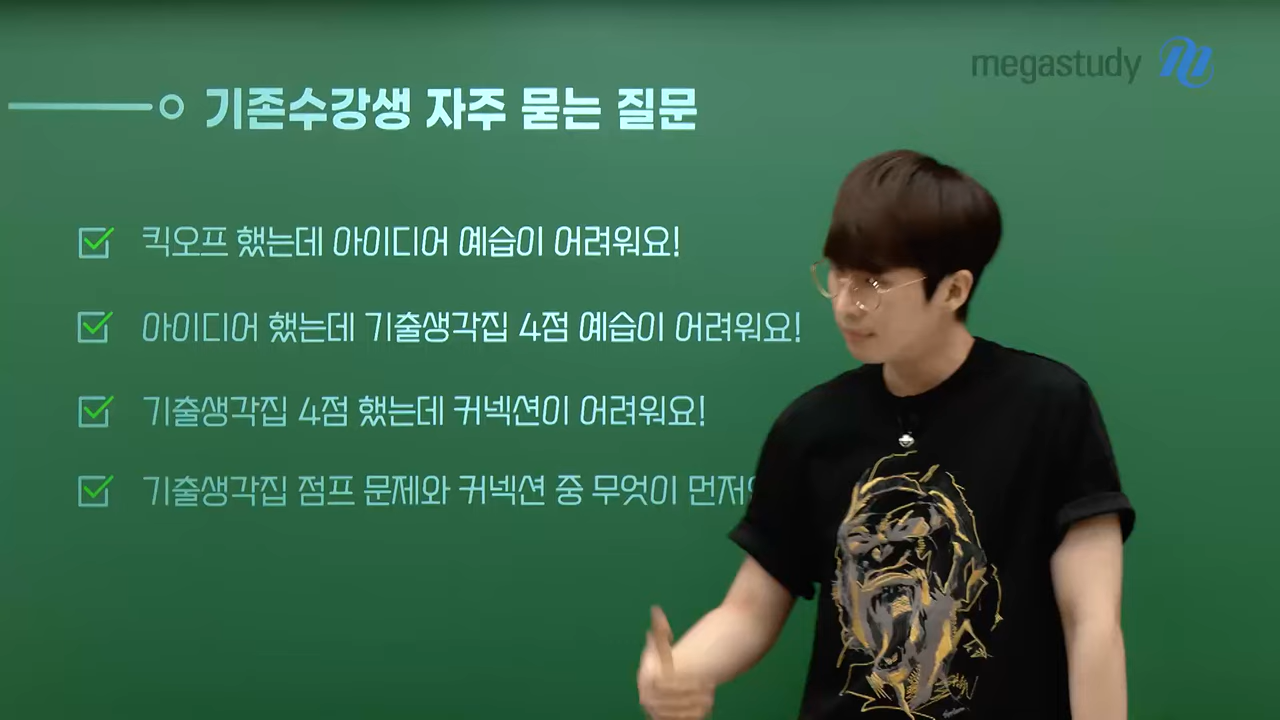 megastudy
기존수강생 자주 묻는 질문
킥오프 했는데 아이디어 예습이 어려워요!
아이디어 했는데 기출생각집 4점 예습이 어려워요!
기출생각집 4점 했는데 커넥션이 어려워요!
기출생각집 점프 문제와 커넥션 중 무엇이